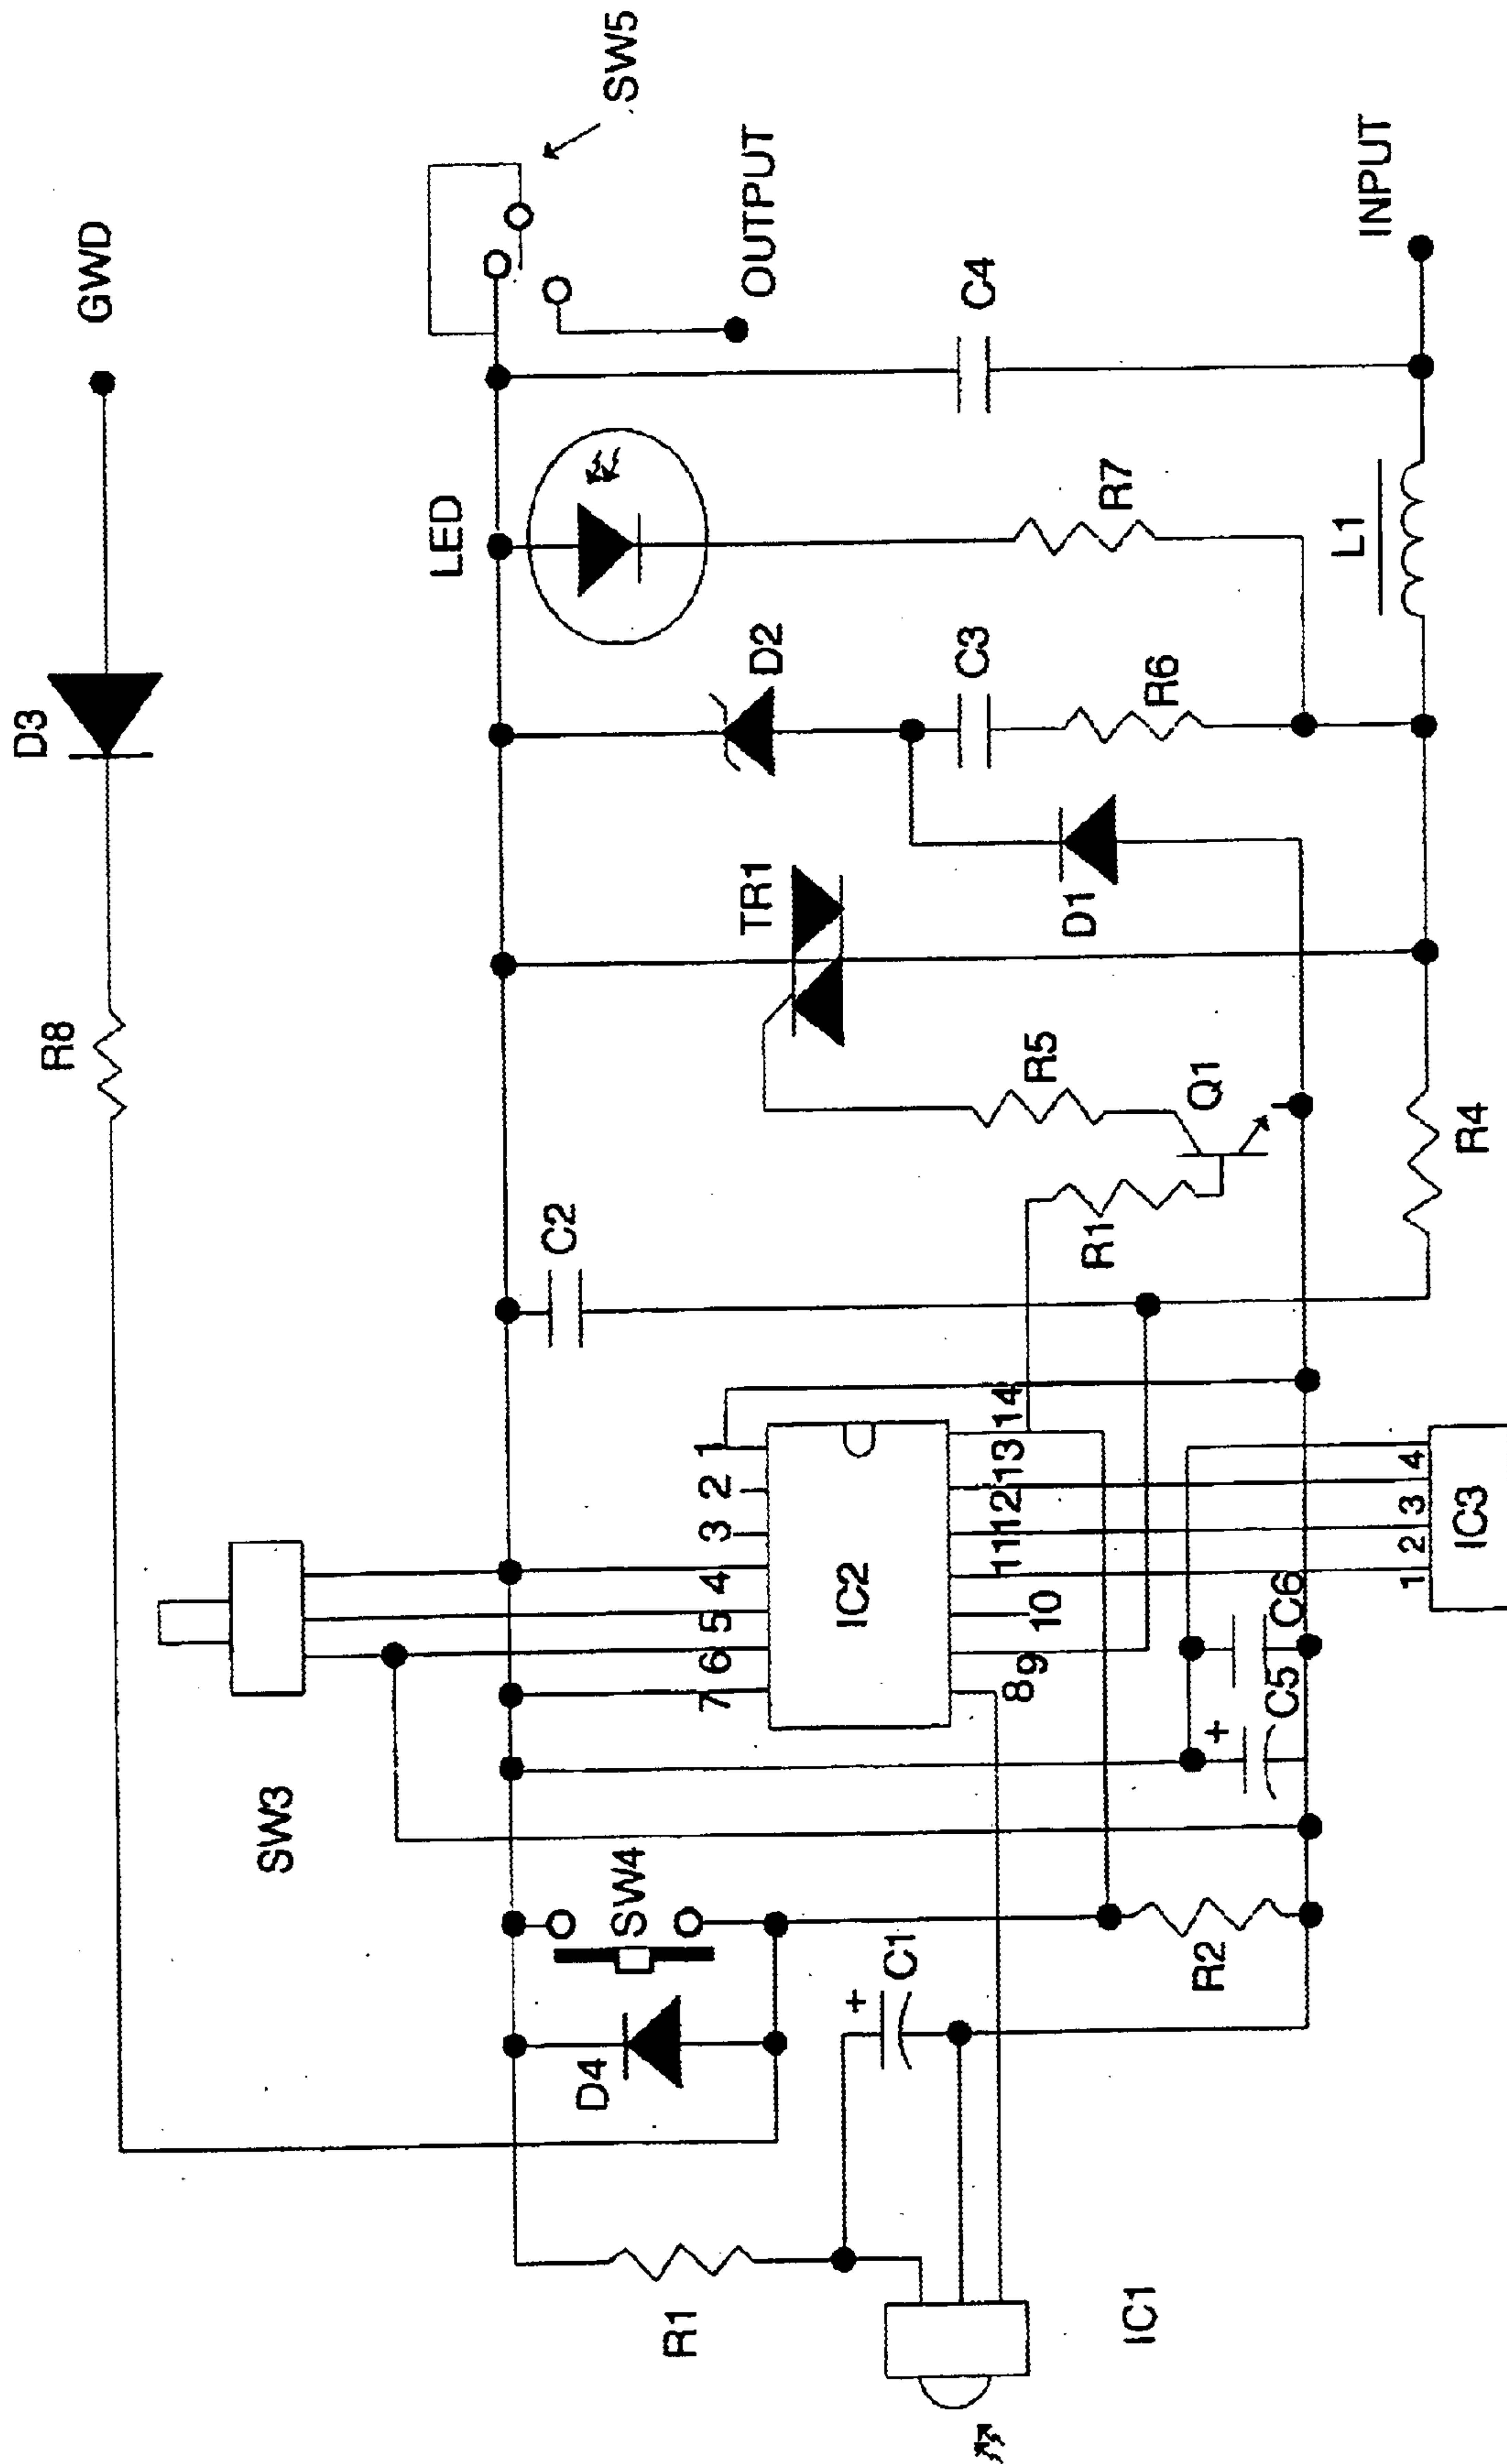 GWD
D3
R8
SW5
OUTPUT
INPUT
LED
C4
R7
L1
D2
C3
R6
TR1
D1
R5
Q1
R4
C2
R1
SW3
1
2
3
4
5
6
7
IC2
14
13
12
11
10
9
8
4
3
2
1
IC3
C6
C5
+
SW4
D4
C1
+
R2
R1
IC1